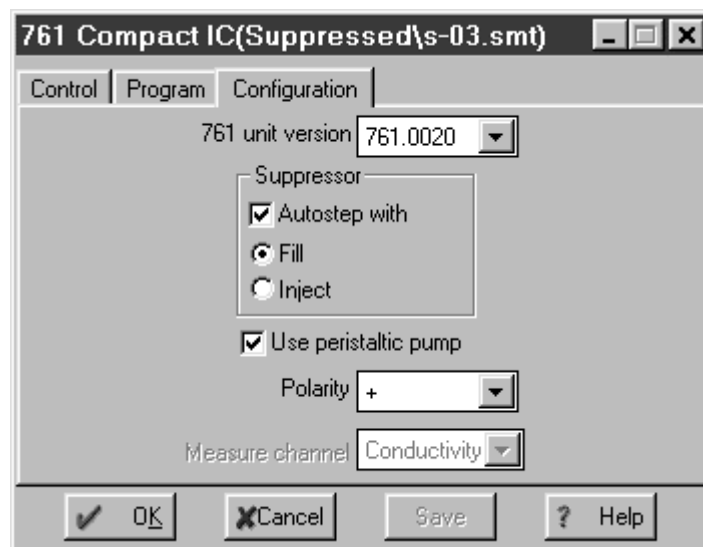 761 Compact IC(Suppressed\s-03.smt)
Control Program Configuration
761 unit version 761.0020
Suppressor
Autostep with
Fill
Inject
Use peristaltic pump
Polarity +
Measure channel Conductivity
OK Cancel Save ? Help